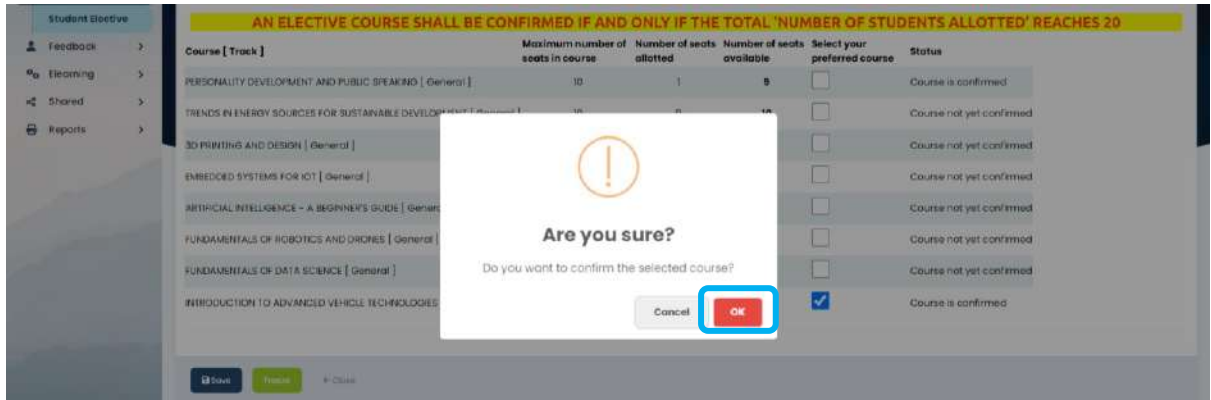 Student Elective
Feedback
Elearning
Shared
Reports
AN ELECTIVE COURSE SHALL BE CONFIRMED IF AND ONLY IF THE TOTAL 'NUMBER OF STUDENTS ALLOTTED' REACHES 20
Course [ Track ] Maximum number of seats in course Number of seats allotted Number of seats available Select your preferred course Status
PERSONALITY DEVELOPMENT AND PUBLIC SPEAKING [ General ] 10 1 9 Course is confirmed
TRENDS IN ENERGY SOURCES FOR SUSTAINABLE DEVELOPMENT [ General ] 10 0 10 Course not yet confirmed
3D PRINTING AND DESIGN [ General ] Course not yet confirmed
EMBEDDED SYSTEMS FOR IOT [ General ] Course not yet confirmed
ARTIFICIAL INTELLIGENCE - A BEGINNER'S GUIDE [ General Course not yet confirmed
FUNDAMENTALS OF ROBOTICS AND DRONES [ General ] Course not yet confirmed
FUNDAMENTALS OF DATA SCIENCE [ General ] Course not yet confirmed
INTRODUCTION TO ADVANCED VEHICLE TECHNOLOGIES Course is confirmed
Are you sure?
Do you want to confirm the selected course?
Cancel OK
Save Freeze Close